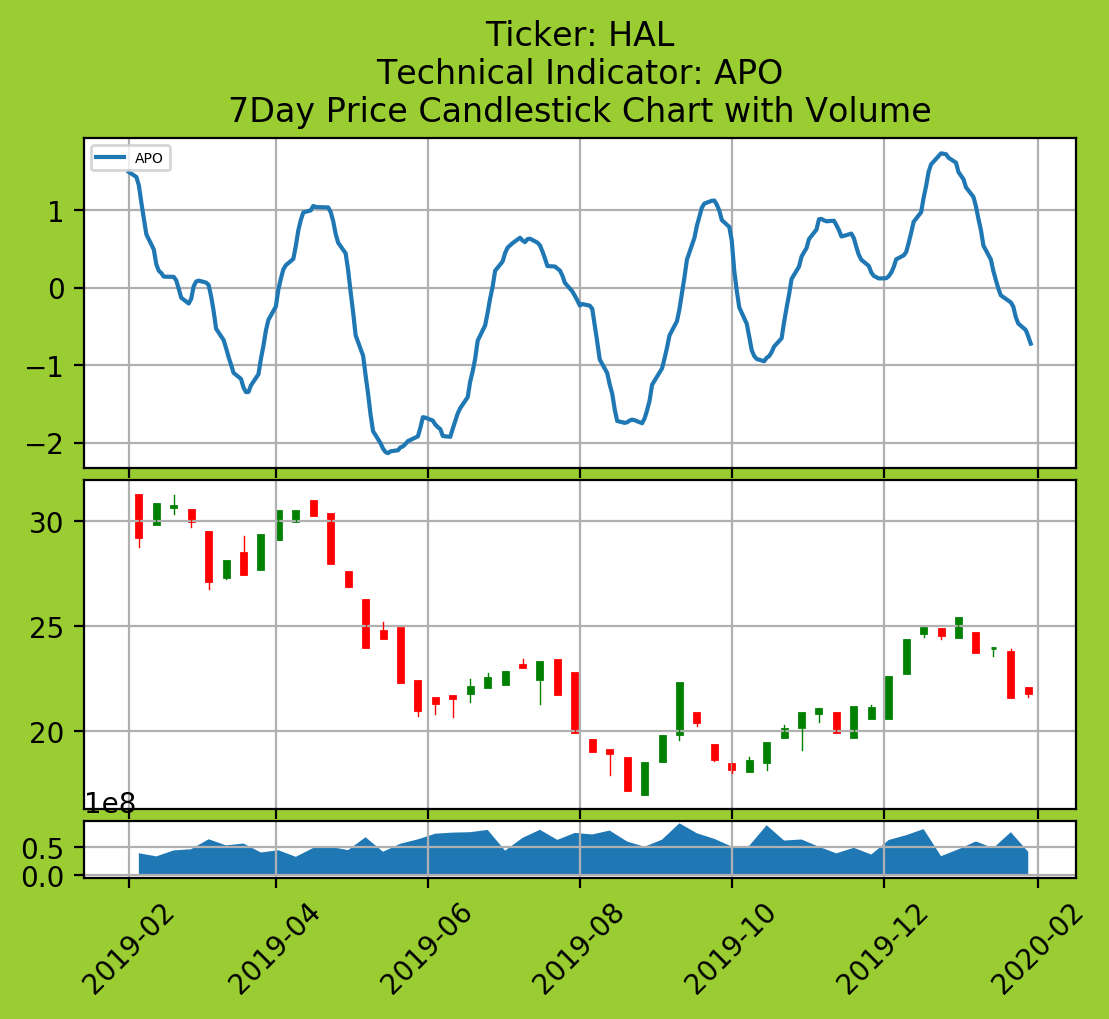 Ticker: HAL
Technical Indicator: APO
7Day Price Candlestick Chart with Volume
APO
1
0
−1
−2
30
25
20
1e8
0.5
0.0
2019-02 2019-04 2019-06 2019-08 2019-10 2019-12 2020-02